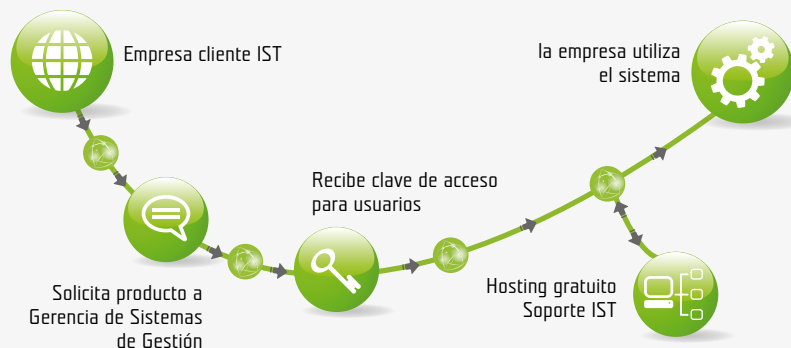 Empresa cliente IST
Solicita producto a
Gerencia de Sistemas
de Gestión
Recibe clave de acceso
para usuarios
Hosting gratuito
Soporte IST
la empresa utiliza
el sistema